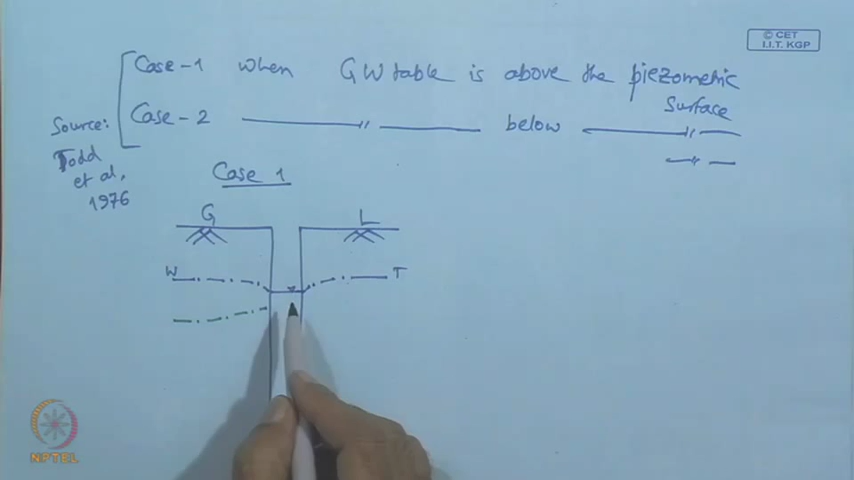 © CET
I.I.T. KGP
Case-1 when GW table is above the piezometric
Surface
Case-2 ——〃—— below ——〃——
——〃——
Source:
Todd
et al,
1976
Case 1
G L
W T
NPTEL